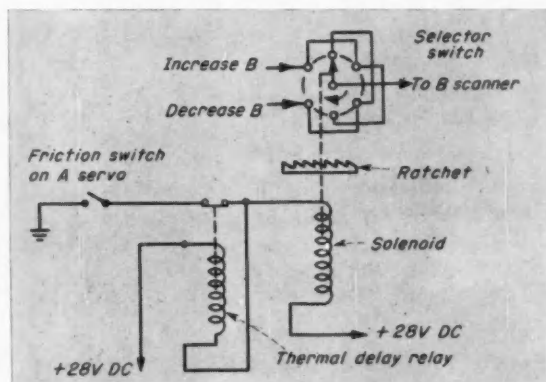 Selector
switch
Increase B
To B scanner
Decrease B
Friction switch
on A servo
Ratchet
Solenoid
+28V DC
+28V DC
Thermal delay relay